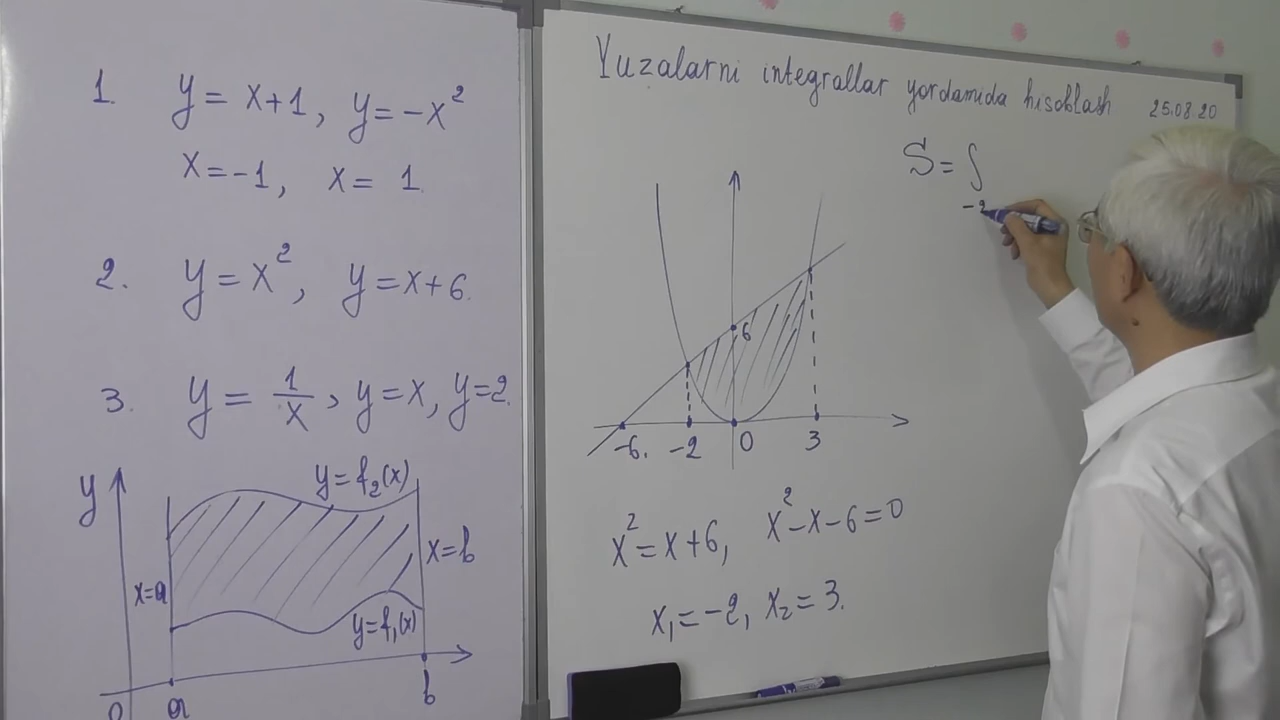 1. y = x+1, y = -x²
x = -1, x = 1.
2. y = x², y = x+6.
3. y = 1/x, y = x, y = 2.
y
y = f₂(x)
x = a
x = b
y = f₁(x)
0 a b
Yuzalarni integrallar yordamida hisoblash 25.08.20
S = ∫
-2
6
-6. -2 0 3
x² = x+6, x² - x - 6 = 0
x₁ = -2, x₂ = 3.